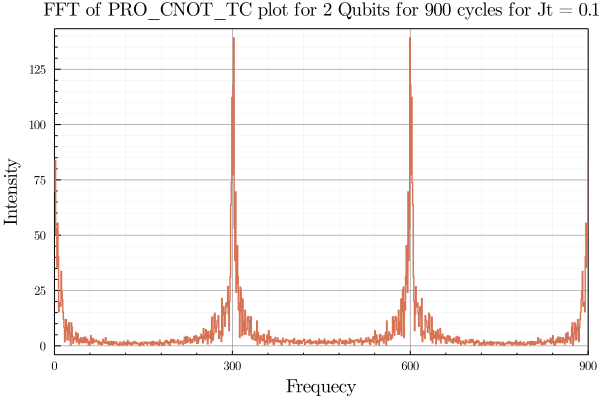 FFT of PRO_CNOT_TC plot for 2 Qubits for 900 cycles for Jt = 0.1
125
100
75
50
25
0
Intensity
0 300 600 900
Frequecy